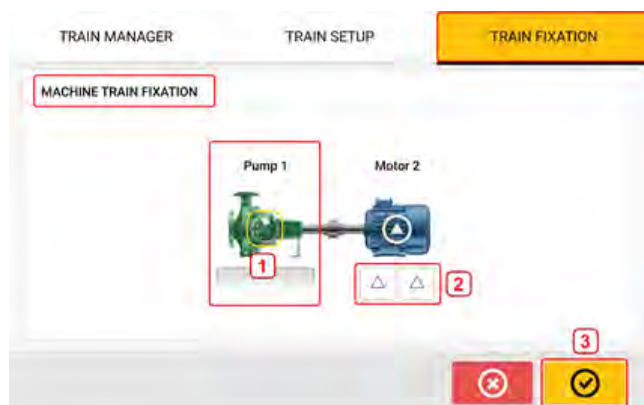 TRAIN MANAGER
TRAIN SETUP
TRAIN FIXATION
MACHINE TRAIN FIXATION
Pump 1
Motor 2
1
2
3